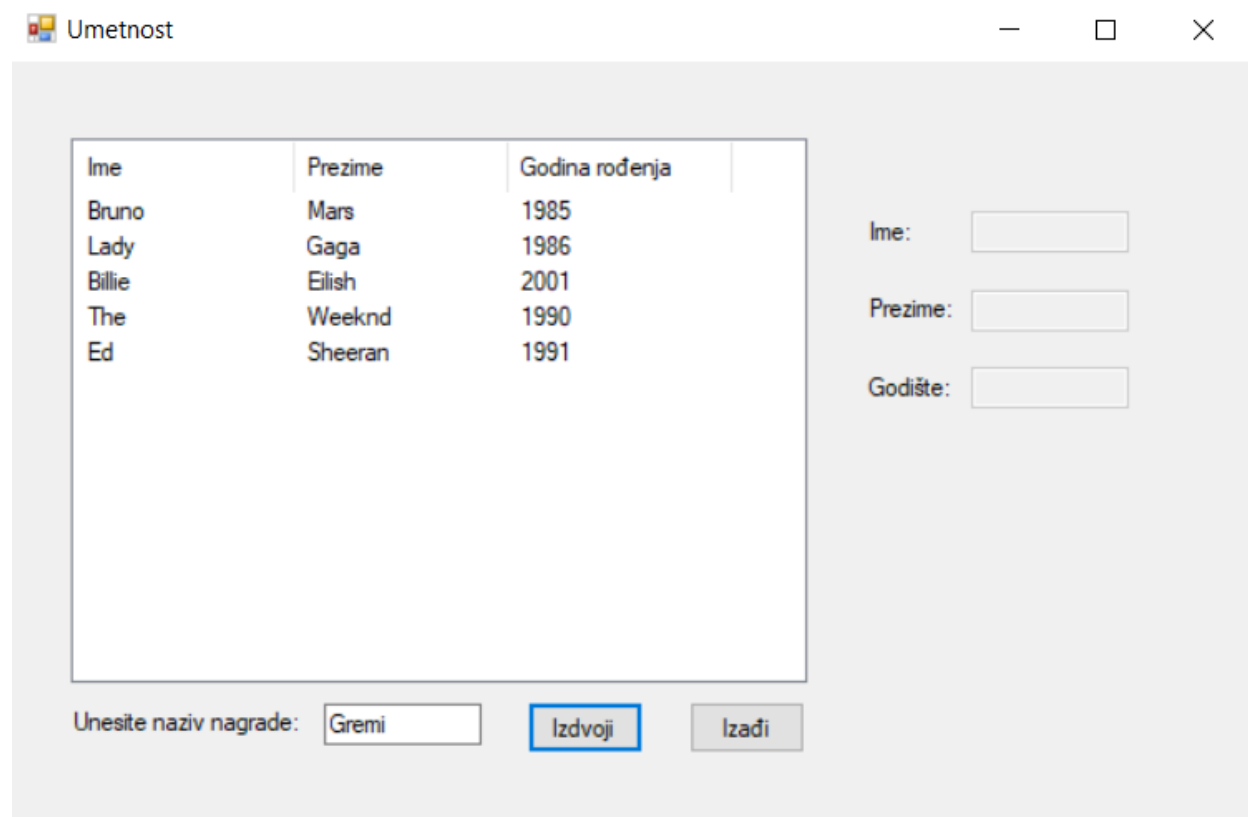 Umetnost
Ime Prezime Godina rođenja
Bruno Mars 1985
Lady Gaga 1986
Billie Eilish 2001
The Weeknd 1990
Ed Sheeran 1991
Ime:
Prezime:
Godište:
Unesite naziv nagrade: Gremi Izdvoji Izađi